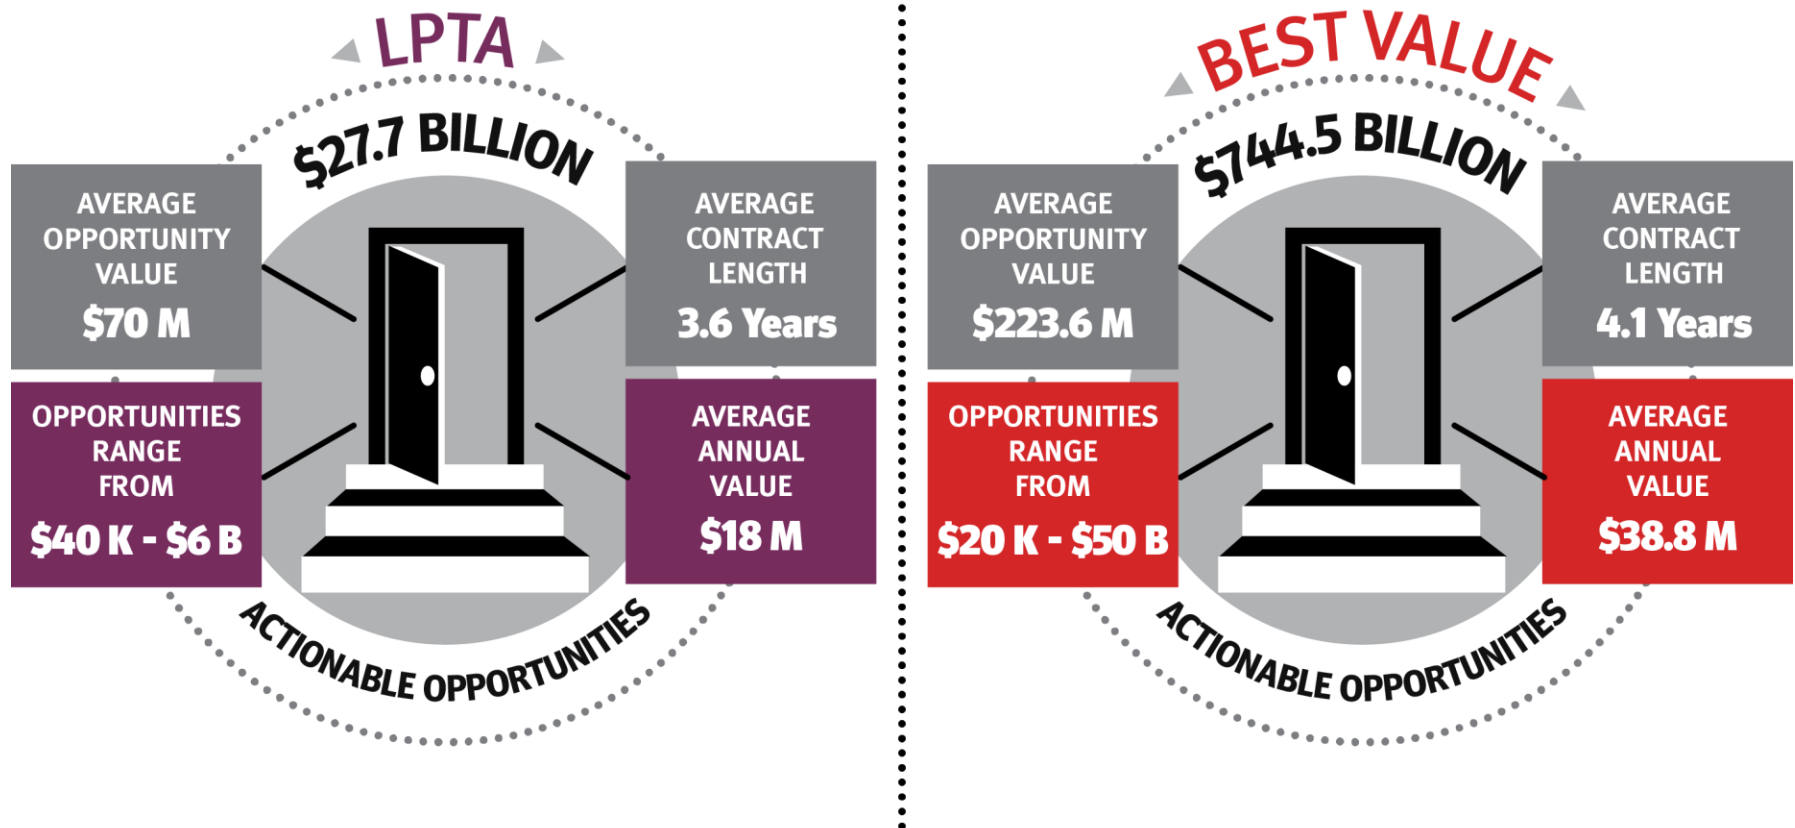 LPTA
$27.7 BILLION
AVERAGE
OPPORTUNITY
VALUE
$70 M
AVERAGE
CONTRACT
LENGTH
3.6 Years
OPPORTUNITIES
RANGE
FROM
$40 K - $6 B
AVERAGE
ANNUAL
VALUE
$18 M
ACTIONABLE OPPORTUNITIES
BEST VALUE
$744.5 BILLION
AVERAGE
OPPORTUNITY
VALUE
$223.6 M
AVERAGE
CONTRACT
LENGTH
4.1 Years
OPPORTUNITIES
RANGE
FROM
$20 K - $50 B
AVERAGE
ANNUAL
VALUE
$38.8 M
ACTIONABLE OPPORTUNITIES